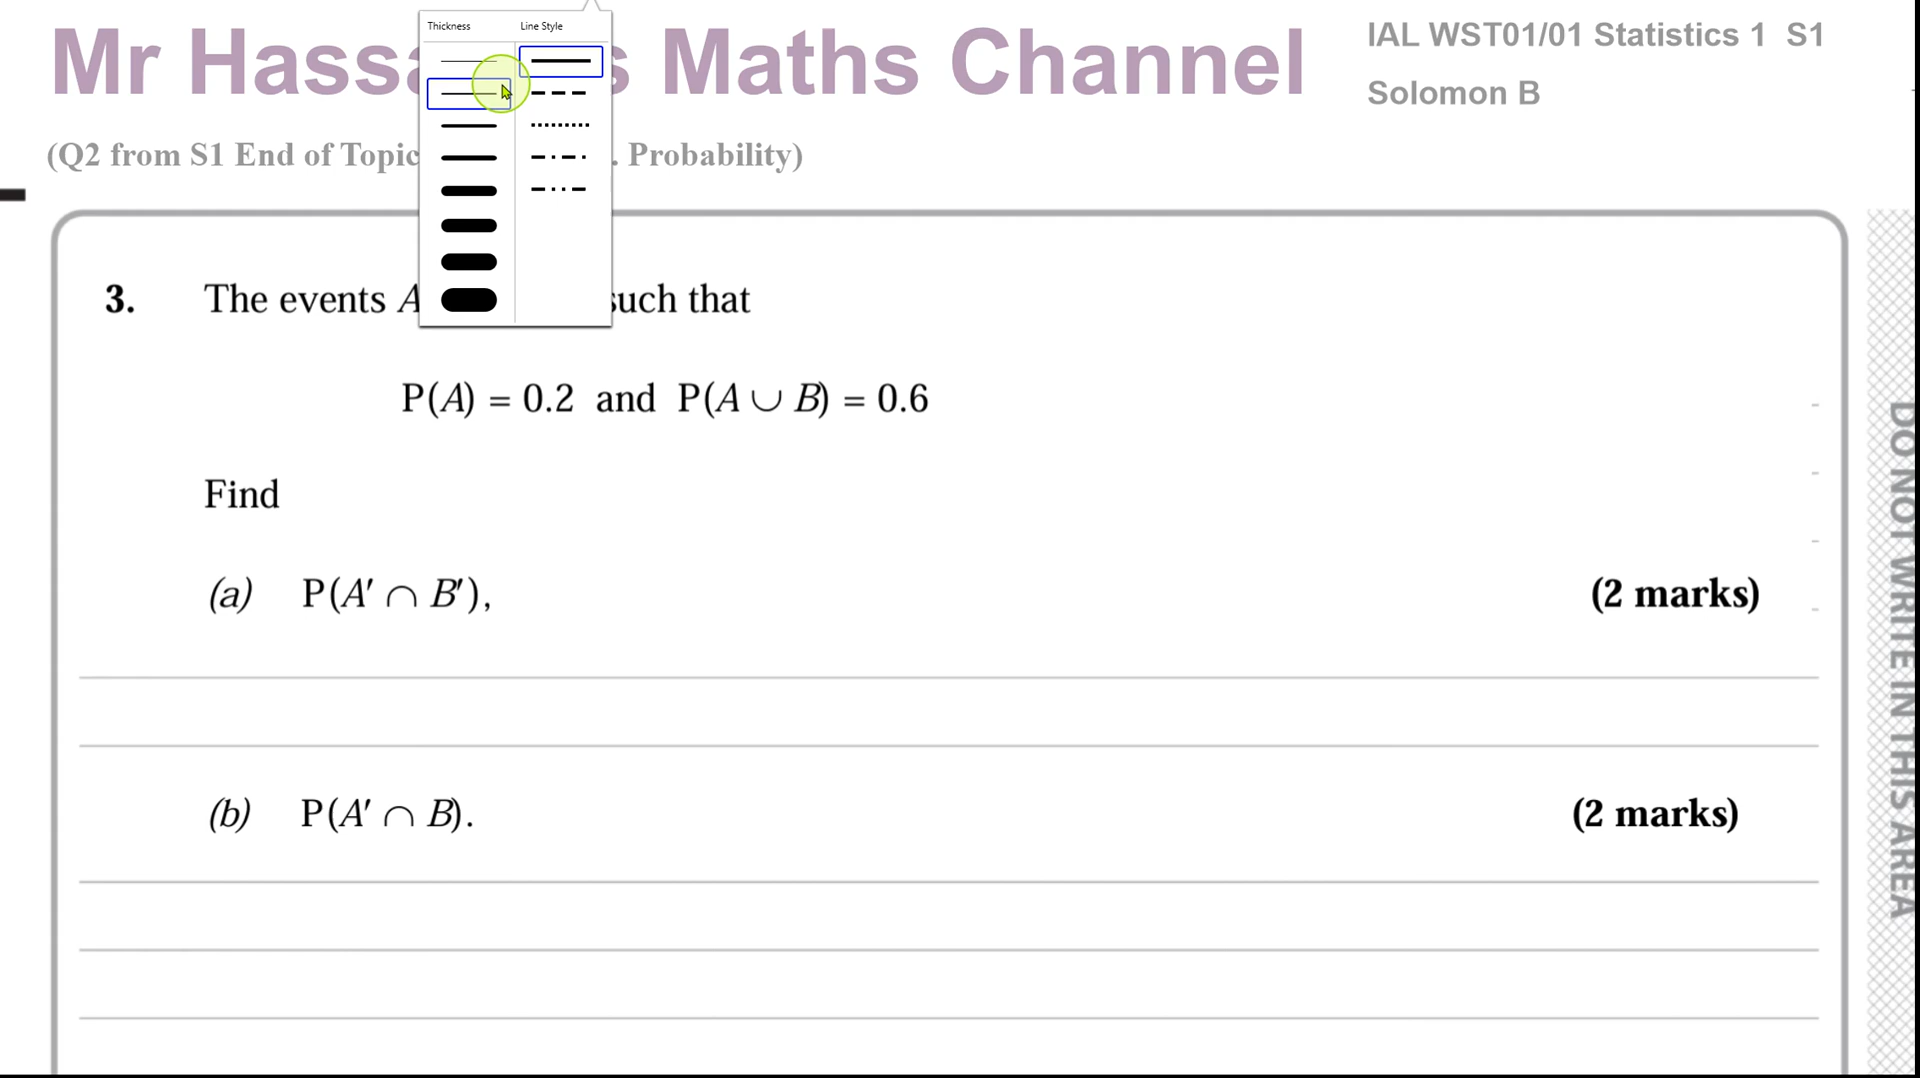 Thickness Line Style
Mr Hass s Maths Channel
IAL WST01/01 Statistics 1 S1
Solomon B
(Q2 from S1 End of Topic . Probability)
3. The events A such that
P(A) = 0.2 and P(A ∪ B) = 0.6
Find
(a) P(A′ ∩ B′), (2 marks)
(b) P(A′ ∩ B). (2 marks)
DO NOT WRITE IN THIS AREA